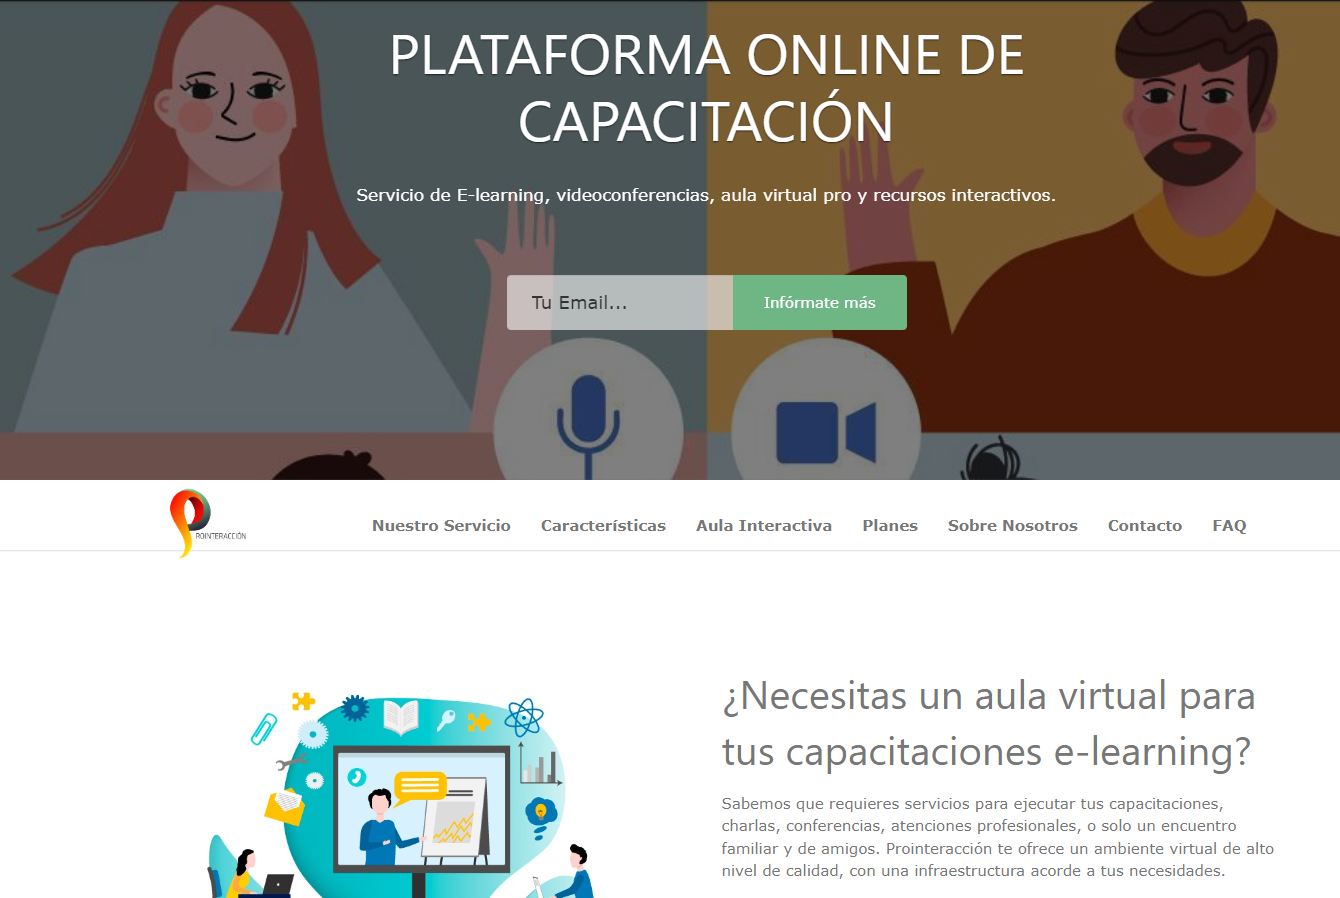 PLATAFORMA ONLINE DE
CAPACITACIÓN
Servicio de E-learning, videoconferencias, aula virtual pro y recursos interactivos.
Tu Email...
Infórmate más
ROINTERACCIÓN
Nuestro Servicio
Características
Aula Interactiva
Planes
Sobre Nosotros
Contacto
FAQ
¿Necesitas un aula virtual para
tus capacitaciones e-learning?
Sabemos que requieres servicios para ejecutar tus capacitaciones,
charlas, conferencias, atenciones profesionales, o solo un encuentro
familiar y de amigos. Prointeracción te ofrece un ambiente virtual de alto
nivel de calidad, con una infraestructura acorde a tus necesidades.